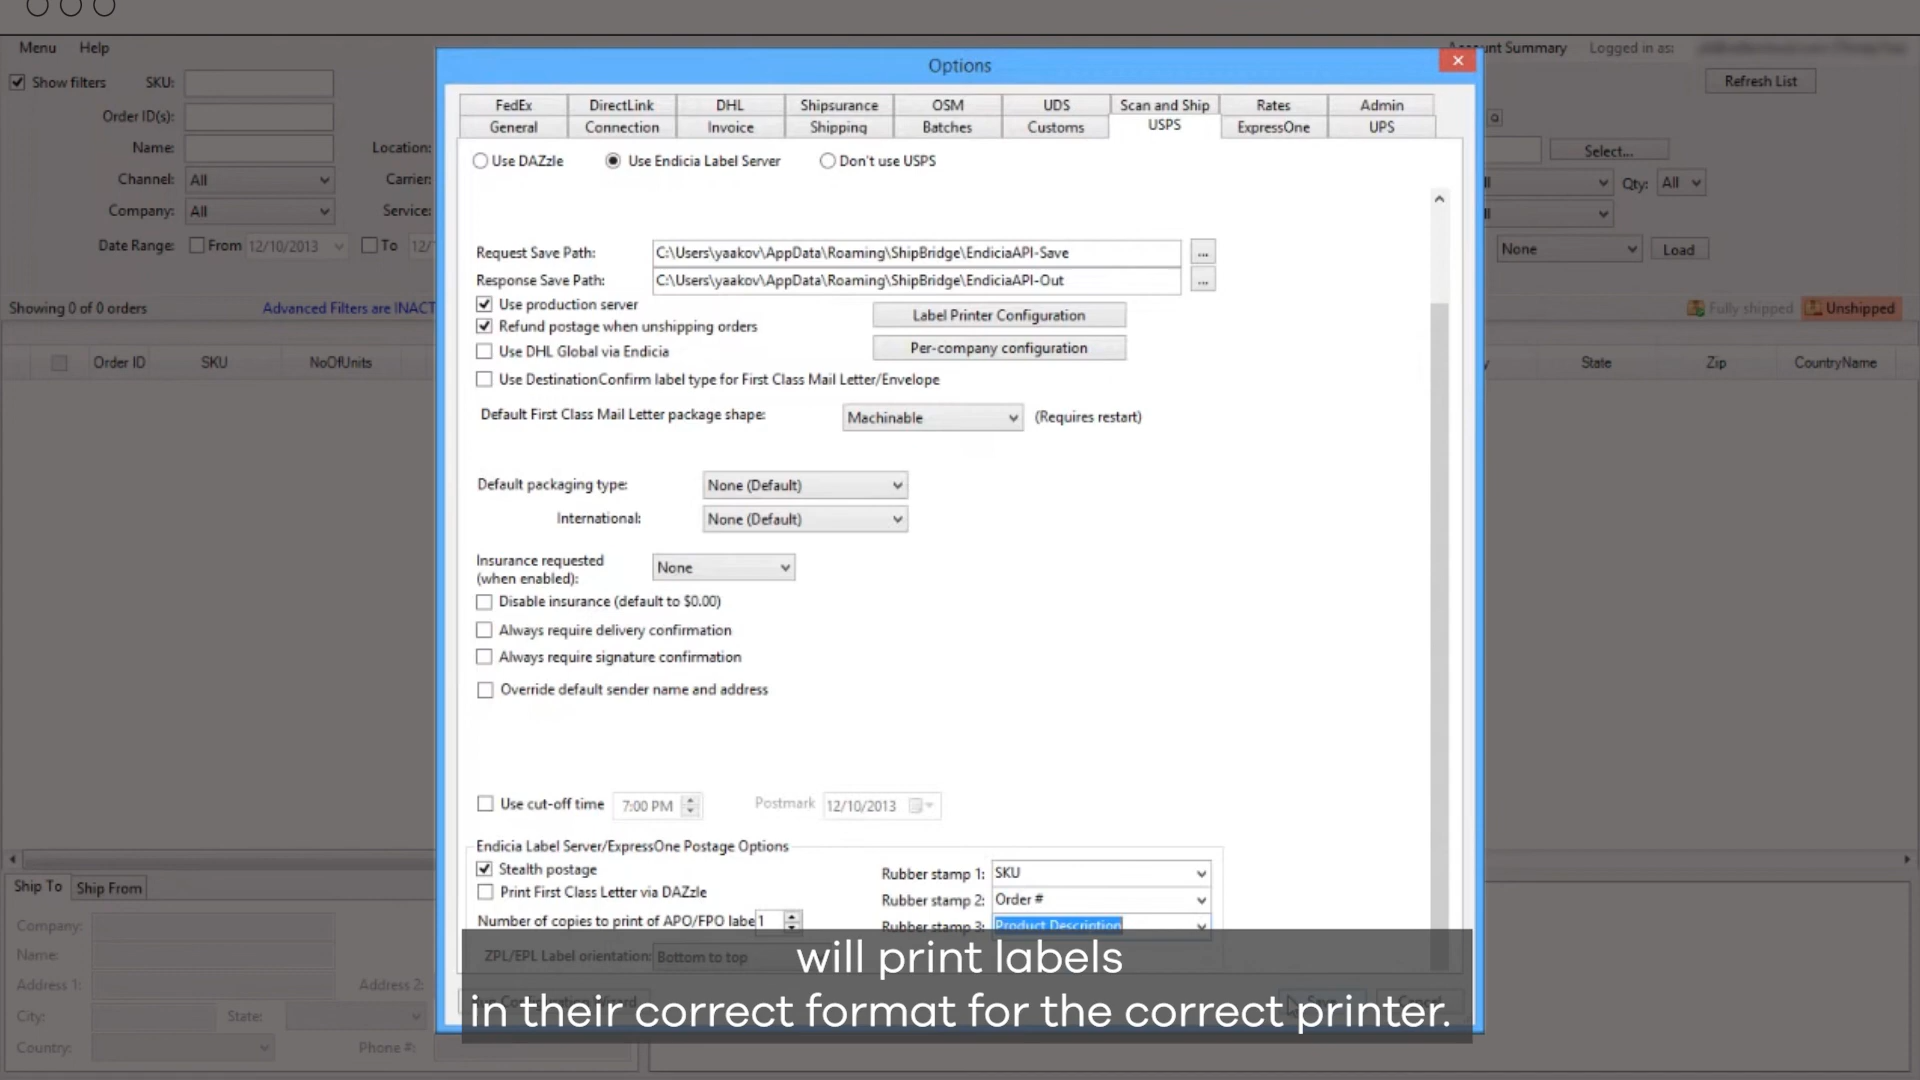 Menu Help
Account Summary Logged in as:
Options
Show filters SKU:
Refresh List
Order ID(s):
Name: Location:
Select...
Channel: All Carrier:
Qty: All
Company: All Service:
Date Range: From 12/10/2013 To 12/
None Load
Showing 0 of 0 orders Advanced Filters are INACT
Fully shipped Unshipped
Order ID SKU NoOfUnits
State Zip CountryName
FedEx DirectLink DHL Shipsurance OSM UDS Scan and Ship Rates Admin
General Connection Invoice Shipping Batches Customs USPS ExpressOne UPS
Use DAZzle Use Endicia Label Server Don't use USPS
Request Save Path: C:\Users\yaakov\AppData\Roaming\ShipBridge\EndiciaAPI-Save ...
Response Save Path: C:\Users\yaakov\AppData\Roaming\ShipBridge\EndiciaAPI-Out ...
Use production server
Label Printer Configuration
Refund postage when unshipping orders
Per-company configuration
Use DHL Global via Endicia
Use DestinationConfirm label type for First Class Mail Letter/Envelope
Default First Class Mail Letter package shape: Machinable (Requires restart)
Default packaging type: None (Default)
International: None (Default)
Insurance requested
(when enabled): None
Disable insurance (default to $0.00)
Always require delivery confirmation
Always require signature confirmation
Override default sender name and address
Use cut-off time 7:00 PM Postmark 12/10/2013
Endicia Label Server/ExpressOne Postage Options
Stealth postage
Rubber stamp 1: SKU
Print First Class Letter via DAZzle
Rubber stamp 2: Order #
Number of copies to print of APO/FPO labe 1
Rubber stamp 3: Product Description
ZPL/EPL Label orientation: Bottom to top
Save Cancel
Ship To Ship From
Company:
Name:
Address 1: Address 2:
City: State:
Country: Phone #:
will print labels
in their correct format for the correct printer.